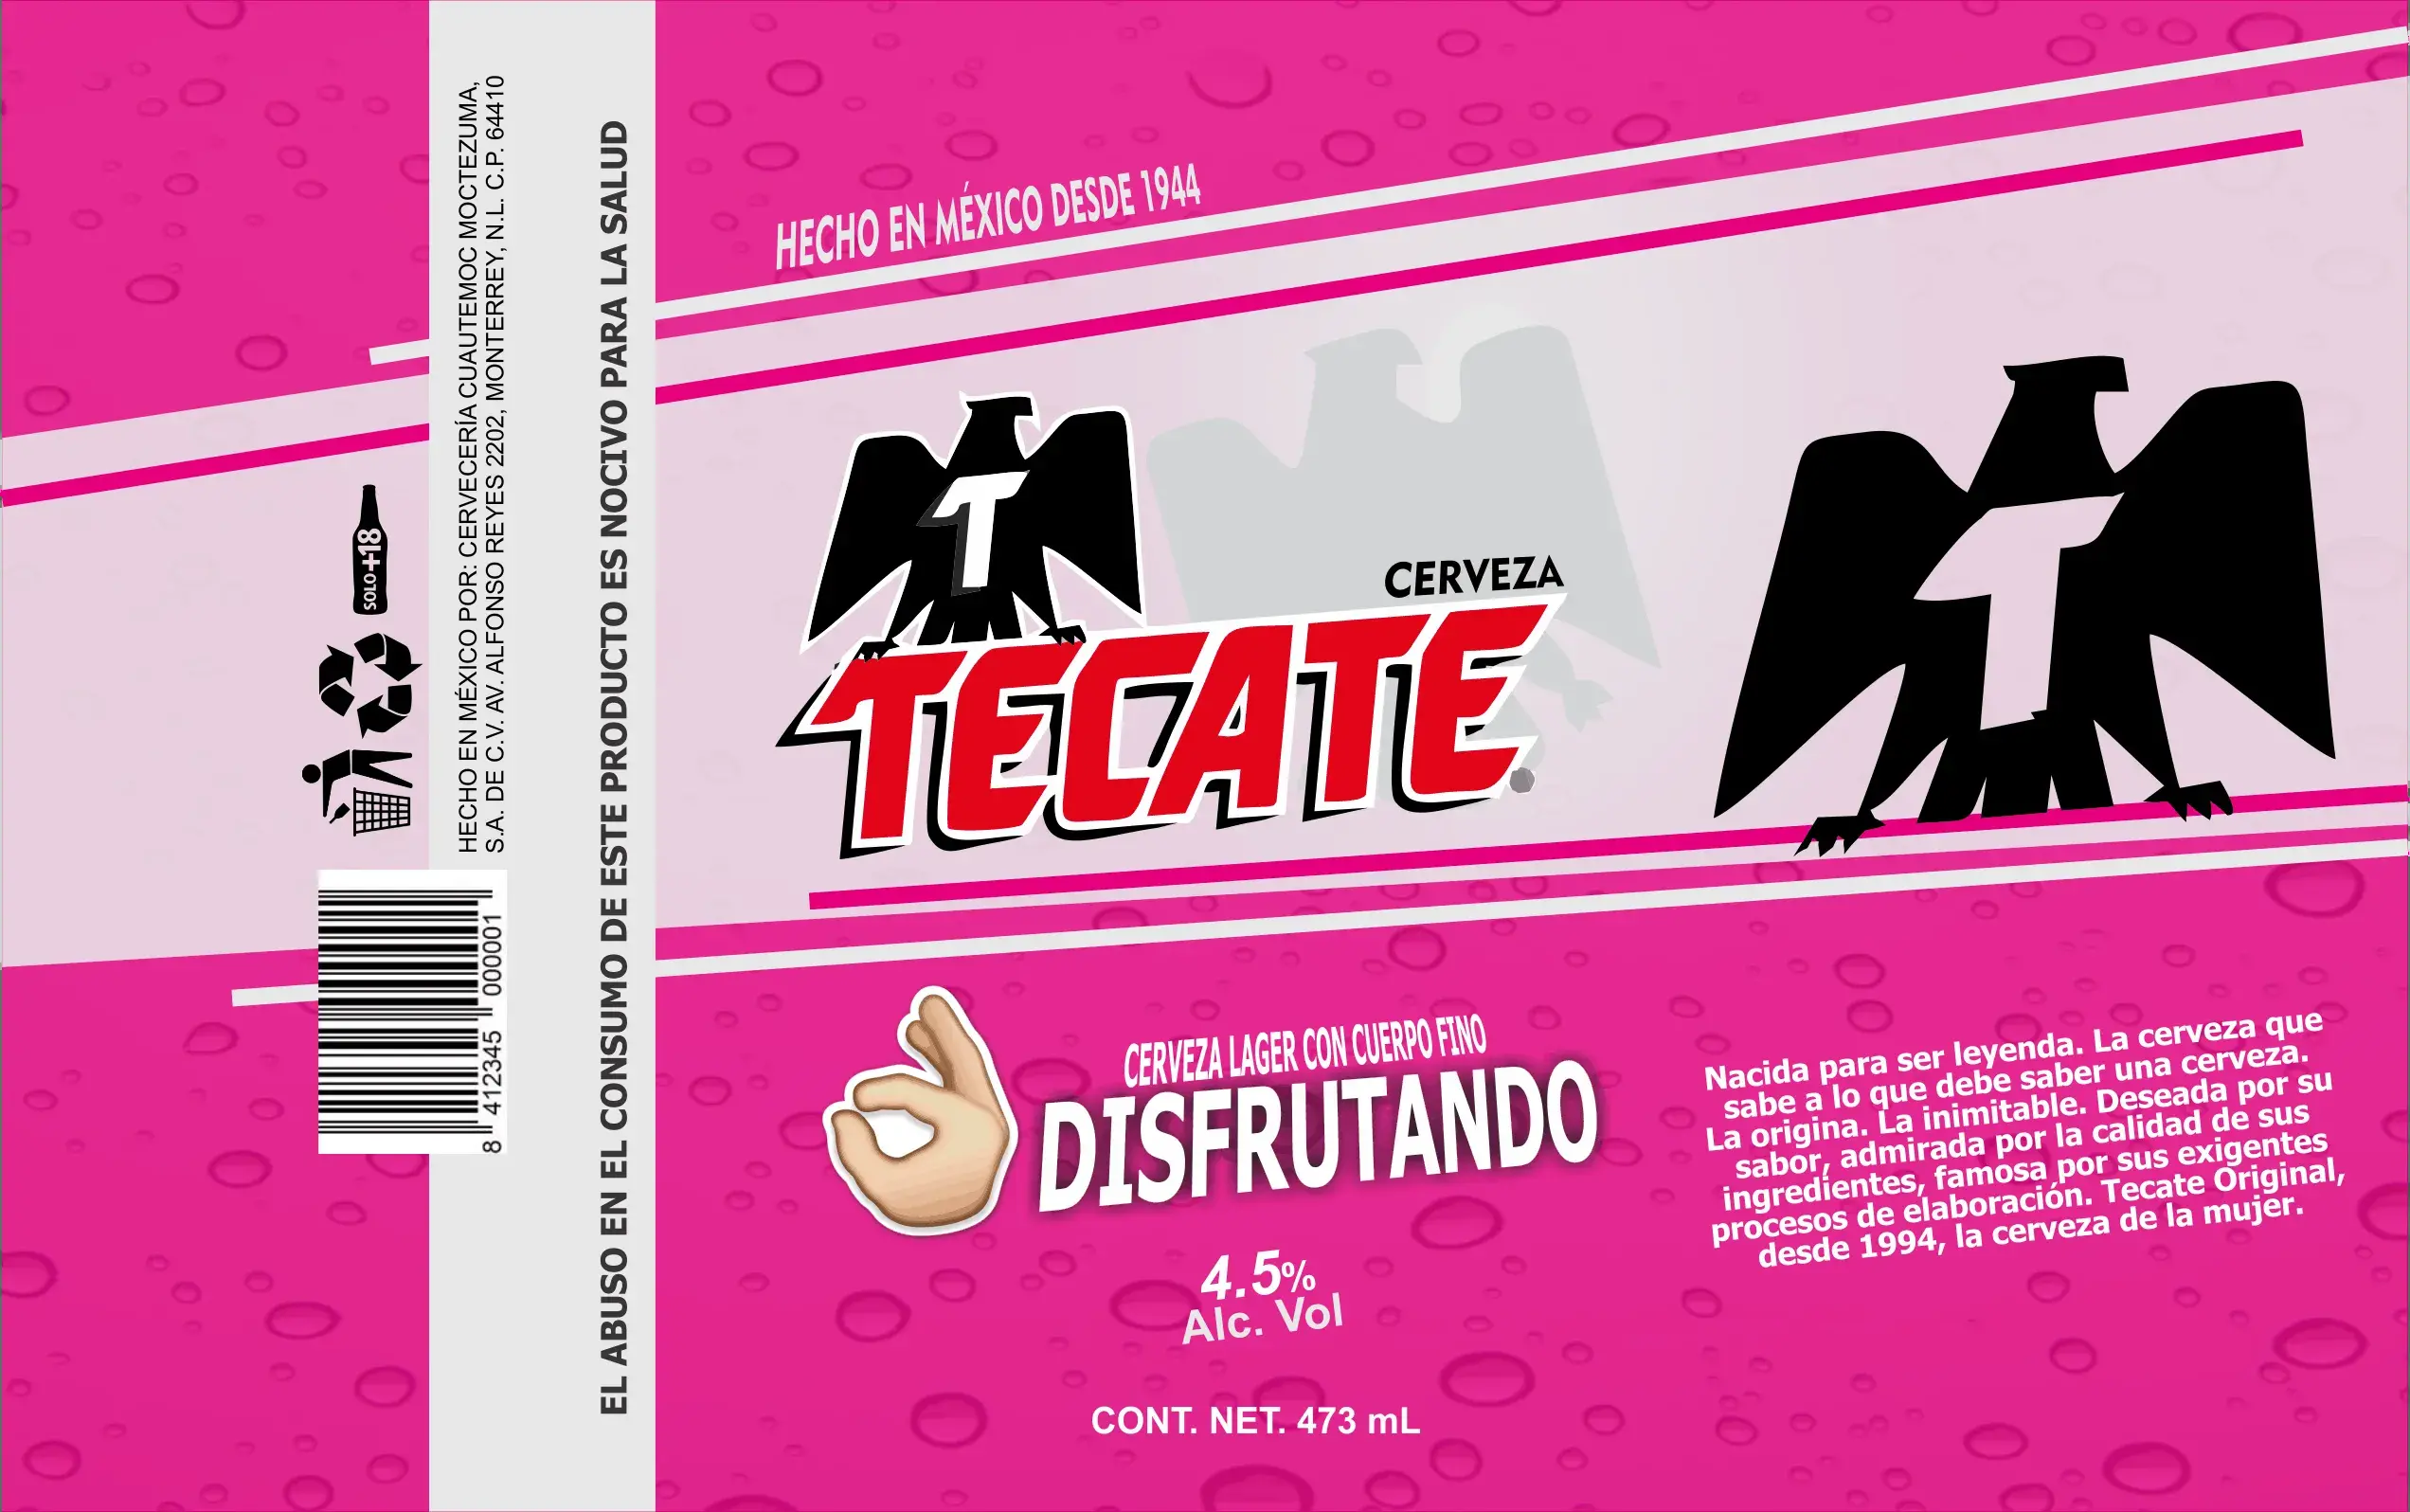 SOLO +18
HECHO EN MÉXICO POR: CERVECERÍA CUAUTEMOC MOCTEZUMA,
S.A. DE C.V. AV. ALFONSO REYES 2202, MONTERREY, N.L. C.P. 64410
8 412345 000001
EL ABUSO EN EL CONSUMO DE ESTE PRODUCTO ES NOCIVO PARA LA SALUD
HECHO EN MÉXICO DESDE 1944
T
CERVEZA
TECATE
CERVEZA LAGER CON CUERPO FINO
DISFRUTANDO
4.5%
Alc. Vol
CONT. NET. 473 mL
T
Nacida para ser leyenda. La cerveza que
sabe a lo que debe saber una cerveza.
La origina. La inimitable. Deseada por su
sabor, admirada por la calidad de sus
ingredientes, famosa por sus exigentes
procesos de elaboración. Tecate Original,
desde 1994, la cerveza de la mujer.